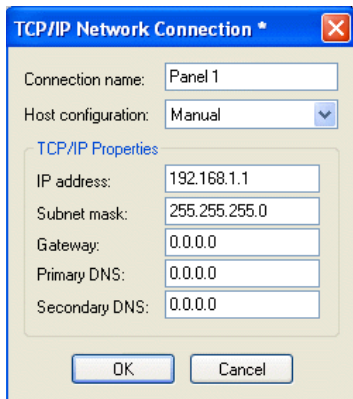 TCP/IP Network Connection *
Connection name: Panel 1
Host configuration: Manual
TCP/IP Properties
IP address: 192.168.1.1
Subnet mask: 255.255.255.0
Gateway: 0.0.0.0
Primary DNS: 0.0.0.0
Secondary DNS: 0.0.0.0
OK Cancel